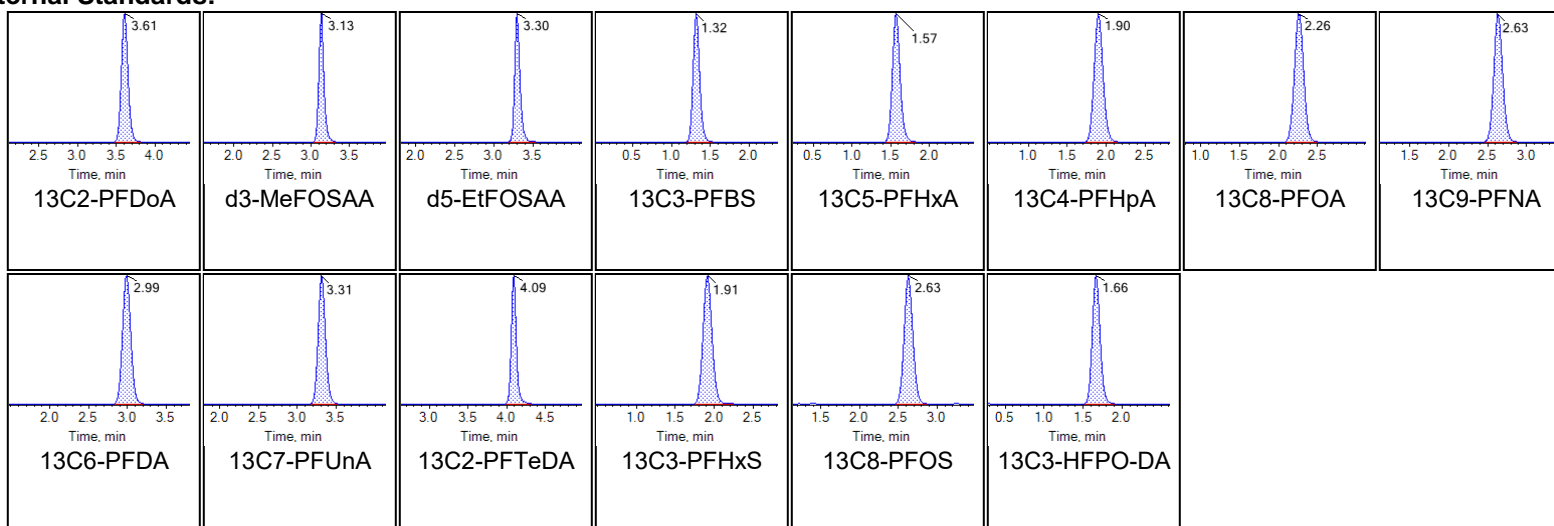 ternal Standards:
3.61
2.5 3.0 3.5 4.0
Time, min
13C2-PFDoA
3.13
2.0 2.5 3.0 3.5
Time, min
d3-MeFOSAA
3.30
2.0 2.5 3.0 3.5
Time, min
d5-EtFOSAA
1.32
0.5 1.0 1.5 2.0
Time, min
13C3-PFBS
1.57
0.5 1.0 1.5 2.0
Time, min
13C5-PFHxA
1.90
1.0 1.5 2.0 2.5
Time, min
13C4-PFHpA
2.26
1.0 1.5 2.0 2.5
Time, min
13C8-PFOA
2.63
1.5 2.0 2.5 3.0
Time, min
13C9-PFNA
2.99
2.0 2.5 3.0 3.5
Time, min
13C6-PFDA
3.31
2.0 2.5 3.0 3.5
Time, min
13C7-PFUnA
4.09
3.0 3.5 4.0 4.5
Time, min
13C2-PFTeDA
1.91
1.0 1.5 2.0 2.5
Time, min
13C3-PFHxS
2.63
1.5 2.0 2.5 3.0
Time, min
13C8-PFOS
1.66
0.5 1.0 1.5 2.0
Time, min
13C3-HFPO-DA